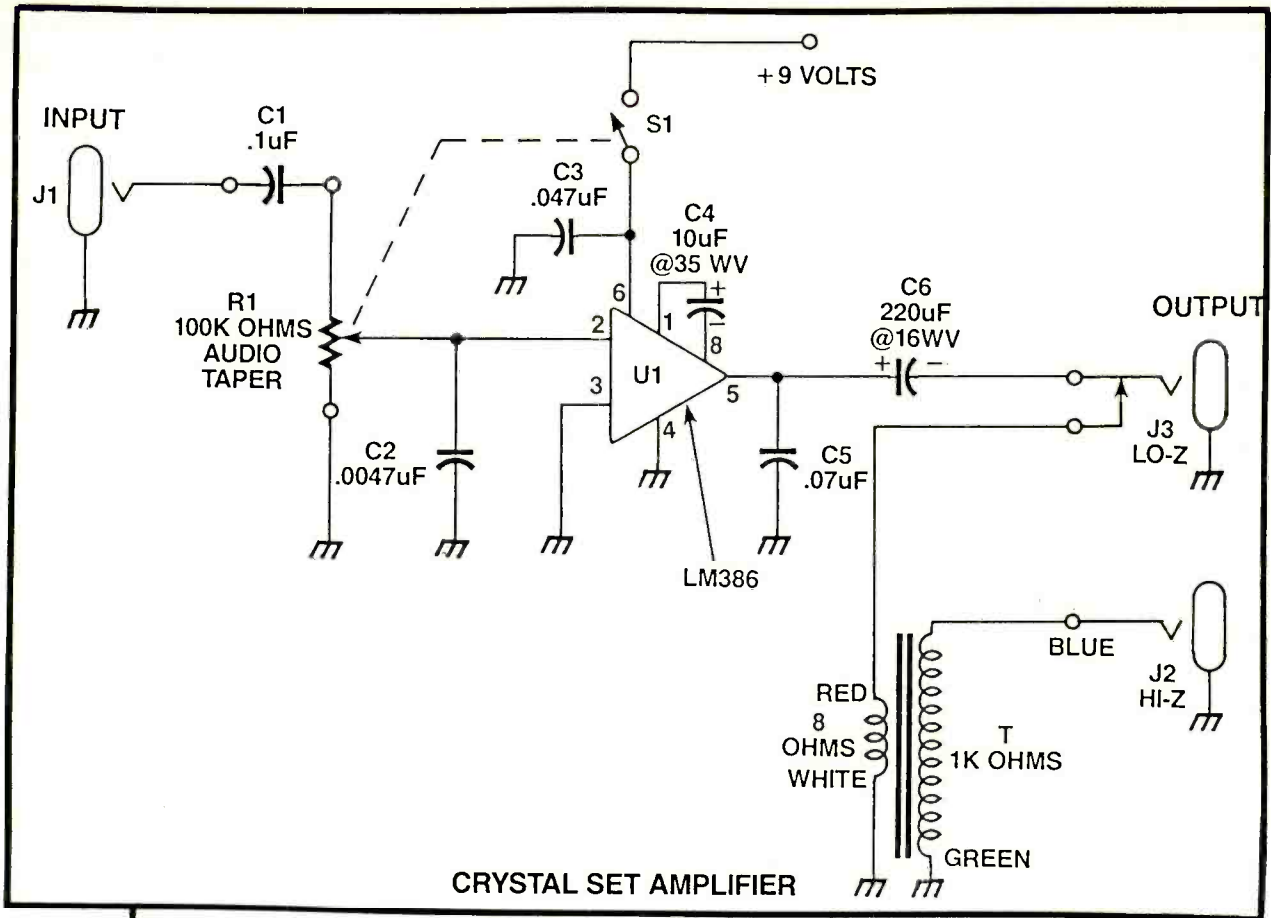 INPUT
J1
C1
.1uF
+9 VOLTS
S1
C3
.047uF
C4
10uF
@35 WV
+
−
R1
100K OHMS
AUDIO
TAPER
6
2
1
8
3
U1
5
4
C6
220uF
@16WV
+ −
OUTPUT
J3
LO-Z
C2
.0047uF
C5
.07uF
LM386
BLUE
J2
HI-Z
RED
8
OHMS
WHITE
T
1K OHMS
GREEN
CRYSTAL SET AMPLIFIER